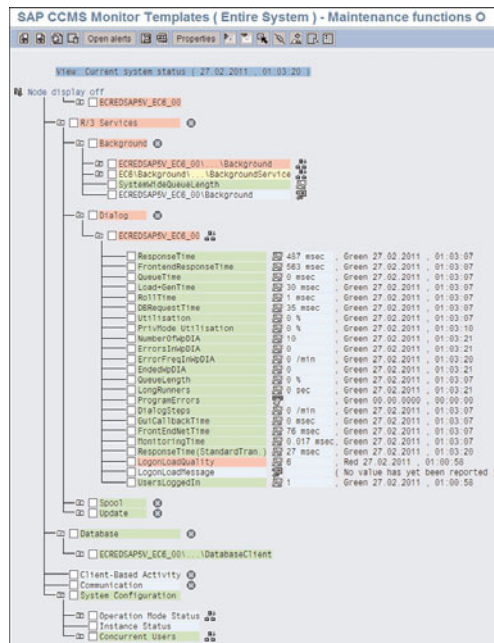 SAP CCMS Monitor Templates ( Entire System ) - Maintenance functions O
Open alerts Properties
View: Current system status ( 27.02.2011 , 01:03:20 )
Node display off
ECREDSAP5V_EC6_00
R/3 Services
Background
ECREDSAP5V_EC6_00\...\Background
EC6\Background\...\BackgroundService
SystemWideQueueLength
ECREDSAP5V_EC6_00\Background
Dialog
ECREDSAP5V_EC6_00
ResponseTime 487 msec , Green 27.02.2011 , 01:03:07
FrontendResponseTime 563 msec , Green 27.02.2011 , 01:03:07
QueueTime 0 msec , Green 27.02.2011 , 01:03:07
Load+GenTime 30 msec , Green 27.02.2011 , 01:03:07
RollTime 1 msec , Green 27.02.2011 , 01:03:07
DBRequestTime 35 msec , Green 27.02.2011 , 01:03:07
Utilisation 0 % , Green 27.02.2011 , 01:03:07
PrivMode Utilisation 0 % , Green 27.02.2011 , 01:03:10
NumberOfWpDIA 10 , Green 27.02.2011 , 01:03:21
ErrorsInWpDIA 0 , Green 27.02.2011 , 01:03:21
ErrorFreqInWpDIA 0 /min , Green 27.02.2011 , 01:03:20
EndedWpDIA 0 , Green 27.02.2011 , 01:03:21
QueueLength 0 % , Green 27.02.2011 , 01:03:07
LongRunners 0 sec , Green 27.02.2011 , 01:03:21
ProgramErrors , Green 00.00.0000 , 00:00:00
DialogSteps 0 /min , Green 27.02.2011 , 01:03:07
GuiCallbackTime 0 msec , Green 27.02.2011 , 01:03:07
FrontEndNetTime 76 msec , Green 27.02.2011 , 01:03:07
MonitoringTime 0.017 msec, Green 27.02.2011 , 01:03:07
ResponseTime(StandardTran.) 27 msec , Green 27.02.2011 , 01:03:20
LogonLoadQuality 6 , Red 27.02.2011 , 01:00:58
LogonLoadMessage ( No value has yet been reported
UsersLoggedIn 1 , Green 27.02.2011 , 01:00:58
Spool
Update
Database
ECREDSAP5V_EC6_00\...\DatabaseClient
Client-Based Activity
Communication
System Configuration
Operation Mode Status
Instance Status
Concurrent Users